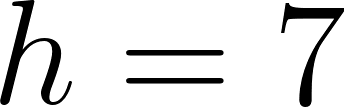 h = 7